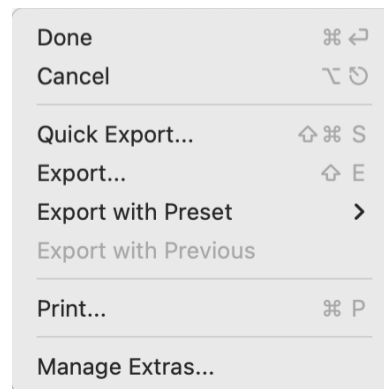 Done ⌘ ↩
Cancel ⌥ ⎋
Quick Export... ⇧ ⌘ S
Export... ⇧ E
Export with Preset >
Export with Previous
Print... ⌘ P
Manage Extras...